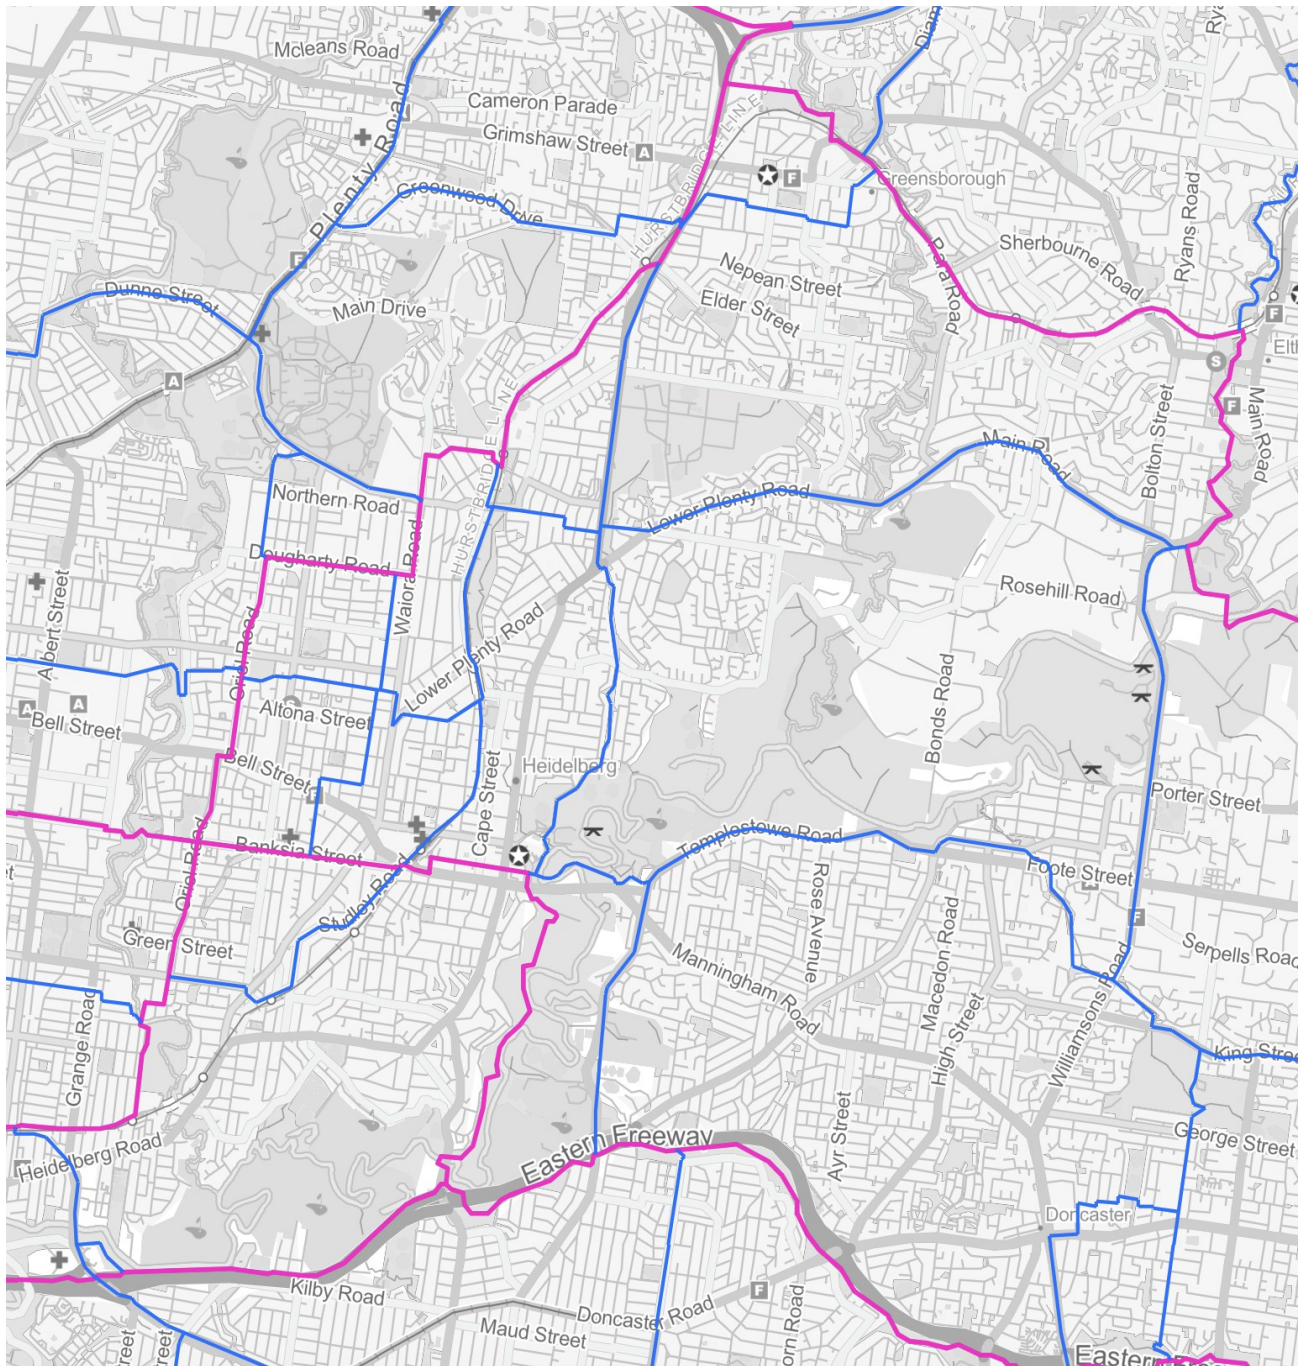 Mcleans Road
Cameron Parade
Grimshaw Street
A
Plenty Road
Greenwood Drve
F
Greensborough
HURSTBRIDGE LINE
Ryans Road
Sherbourne Road
Para Road
Nepean Street
Elder Street
F
Dunne Street
Main Drive
F
A
S
F
Main Road
Bolton Street
HURSTBRIDGE LINE
Main Road
Lower Plenty Road
Northern Road
Dougharty Road
Waiora Road
Albert Street
Rosehill Road
Oriel Road
Lower Plenty Road
Bonds Road
A
A
Bell Street
Altona Street
Bell Street
Heidelberg
Cape Street
Porter Street
Templestowe Road
Banksia Street
Oriel Road
Studley Road
Rose Avenue
Foote Street
F
Green Street
Serpells Road
Manningham Road
Macedon Road
High Street
Williamsons Road
Grange Road
Ayr Street
George Street
Eastern Freeway
Heidelberg Road
Doncaster
Kilby Road
Doncaster Road
F
Maud Street